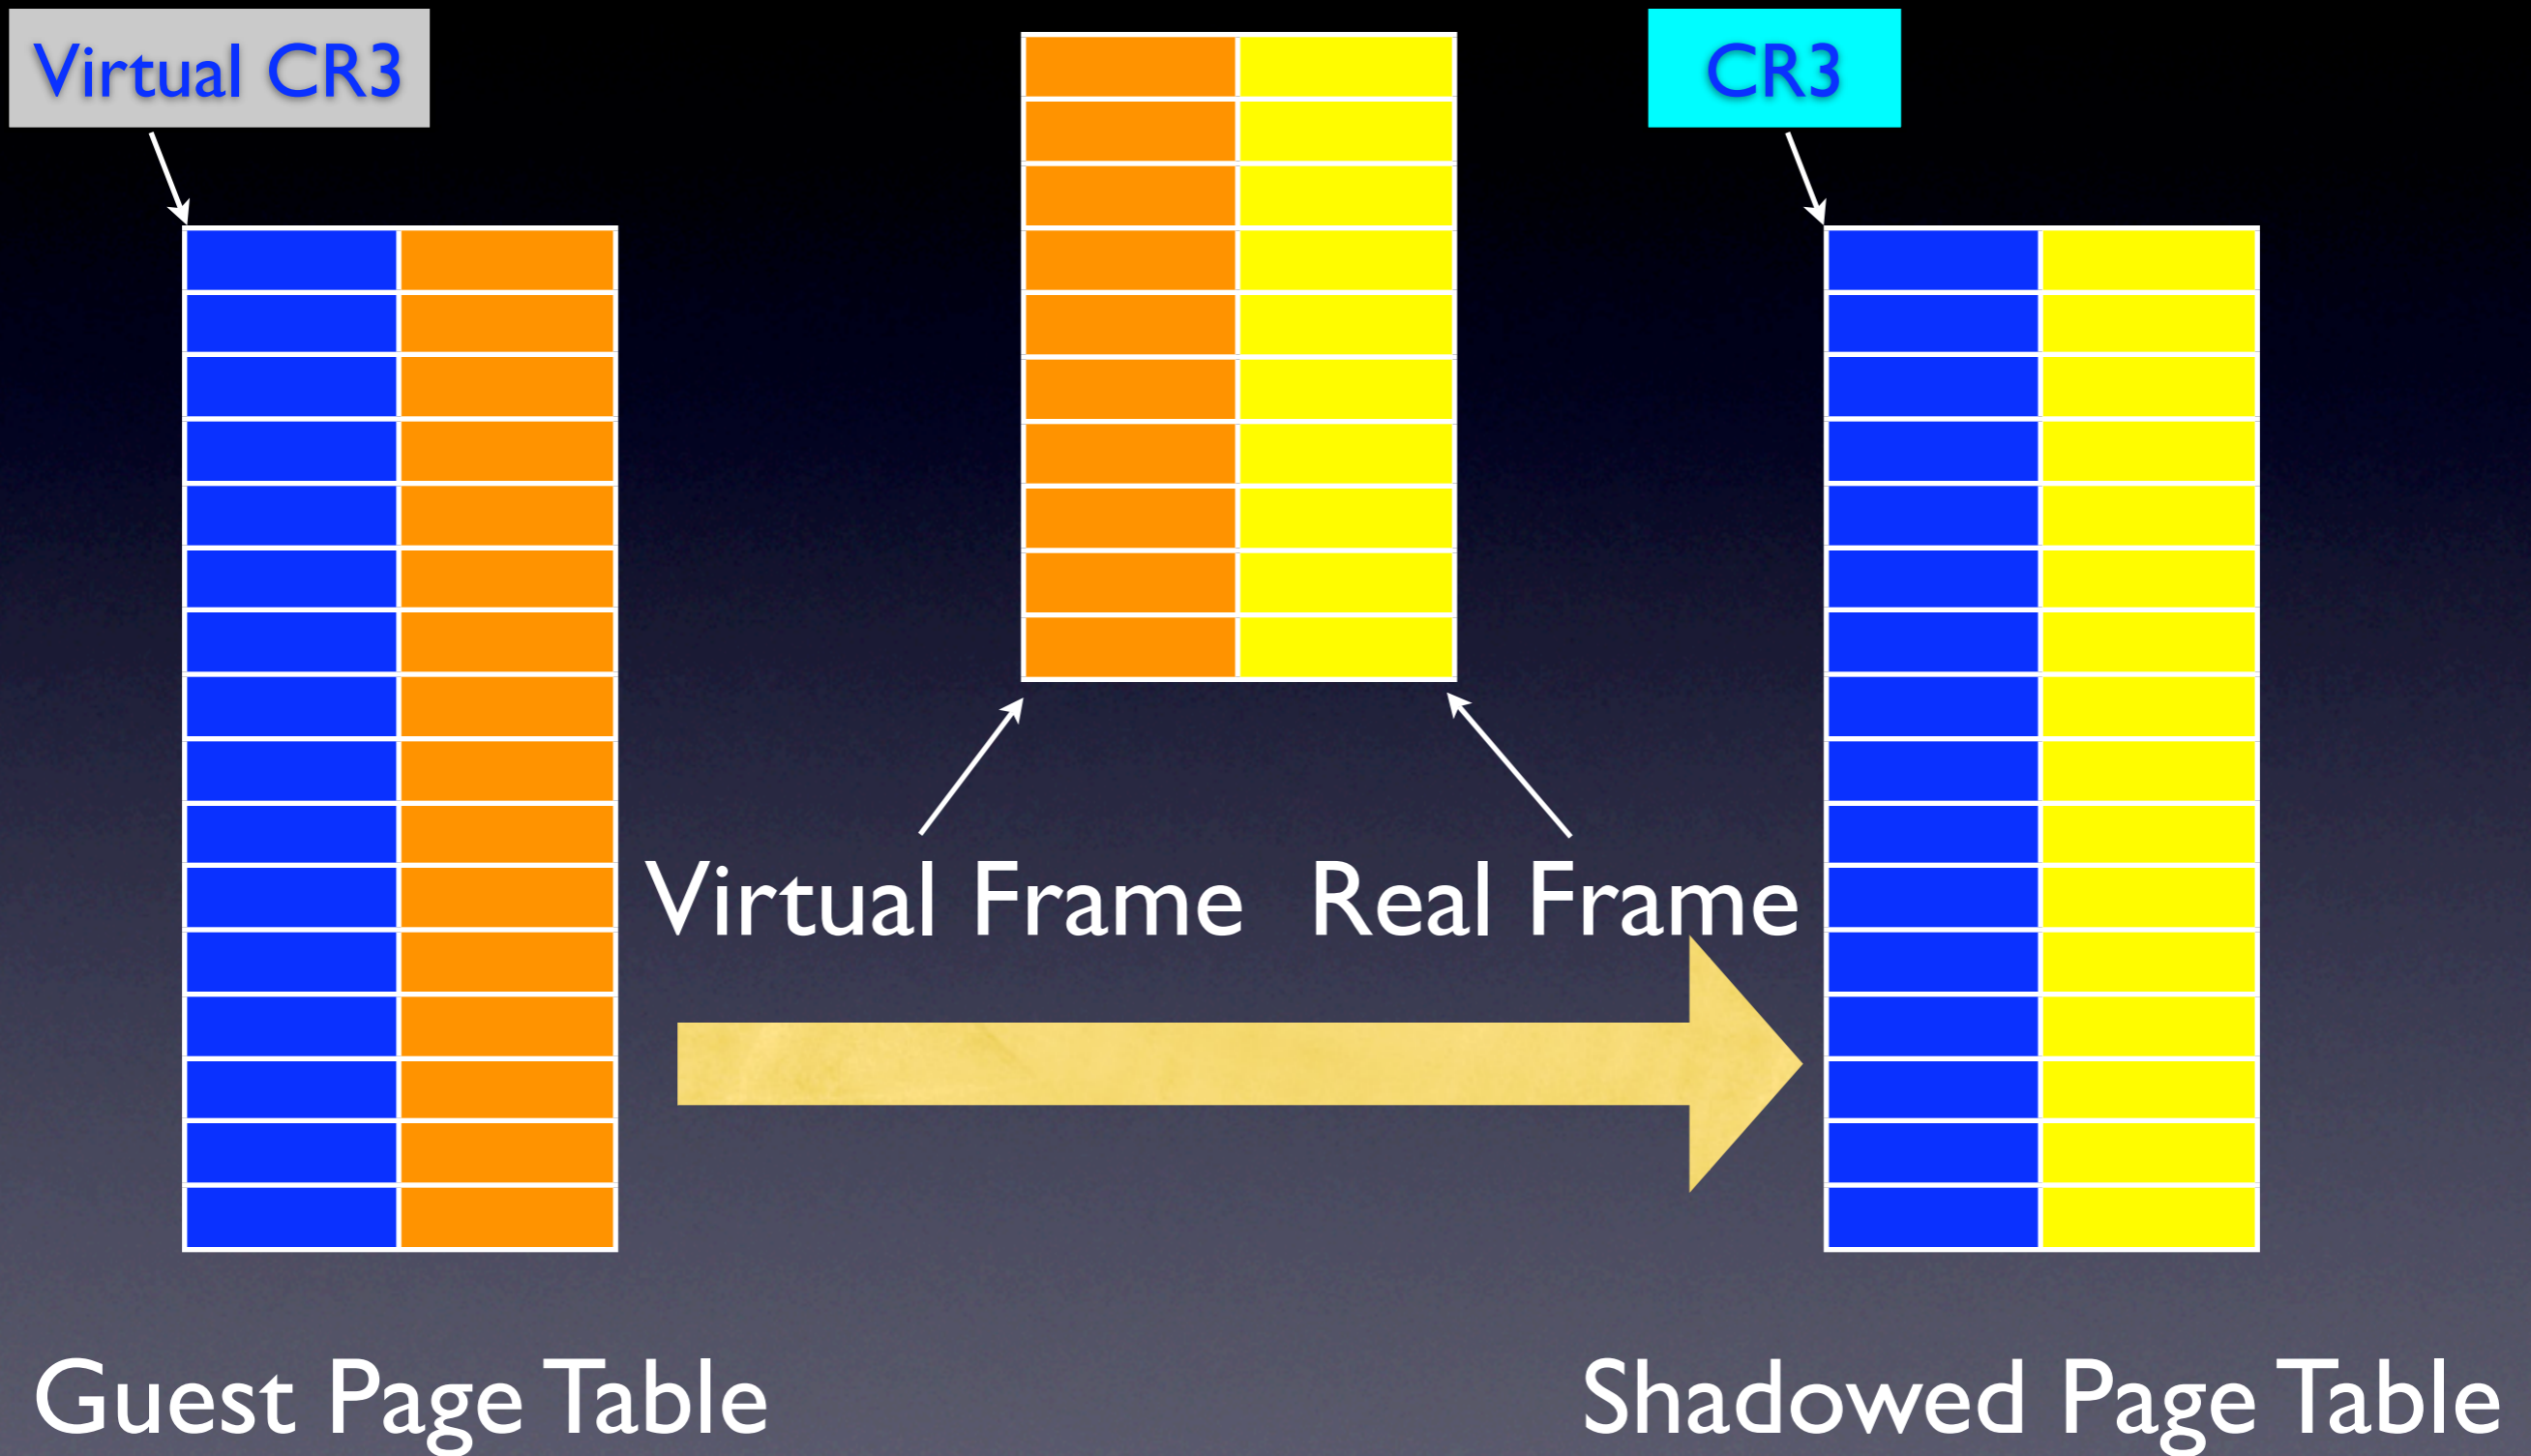 Virtual CR3
CR3
Virtual Frame
Real Frame
Guest Page Table
Shadowed Page Table